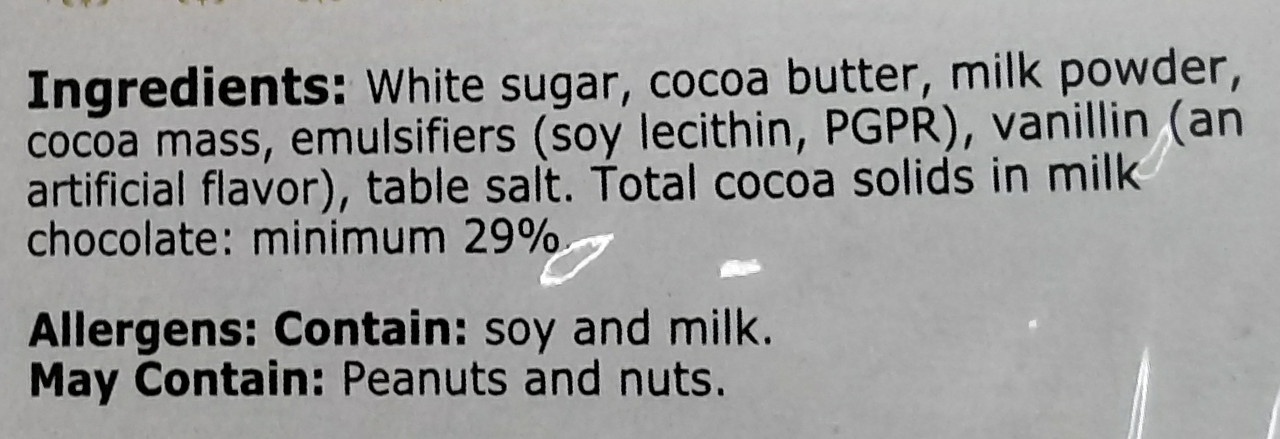 Ingredients: White sugar, cocoa butter, milk powder,
cocoa mass, emulsifiers (soy lecithin, PGPR), vanillin (an
artificial flavor), table salt. Total cocoa solids in milk
chocolate: minimum 29%.
Allergens: Contain: soy and milk.
May Contain: Peanuts and nuts.